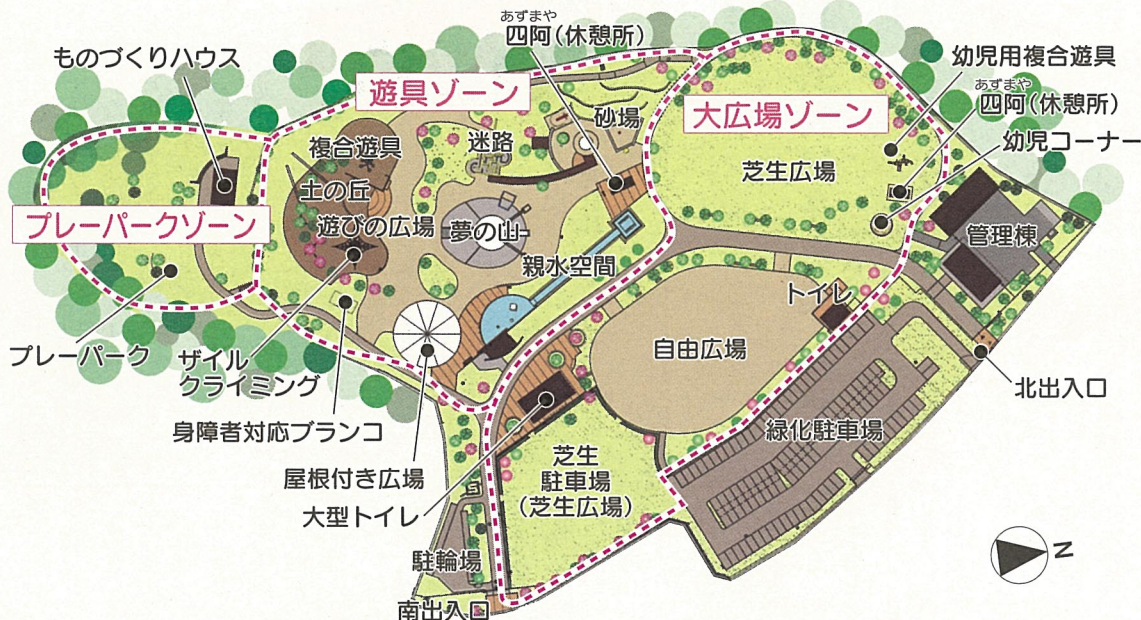 あずまや
四阿(休憩所)
ものづくりハウス
遊具ゾーン
砂場
大広場ゾーン
幼児用複合遊具
あずまや
四阿(休憩所)
幼児コーナー
複合遊具
迷路
芝生広場
土の丘
プレーパークゾーン
遊びの広場
夢の山
管理棟
親水空間
トイレ
プレーパーク
ザイル
クライミング
自由広場
北出入口
身障者対応ブランコ
緑化駐車場
屋根付き広場
芝生
駐車場
(芝生広場)
大型トイレ
駐輪場
南出入口
N